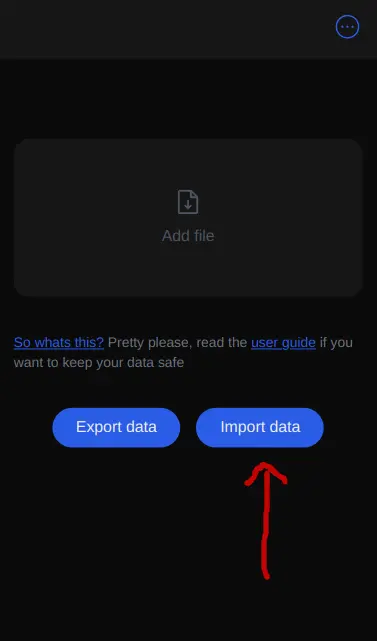 Add file
So whats this? Pretty please, read the user guide if you
want to keep your data safe
Export data
Import data